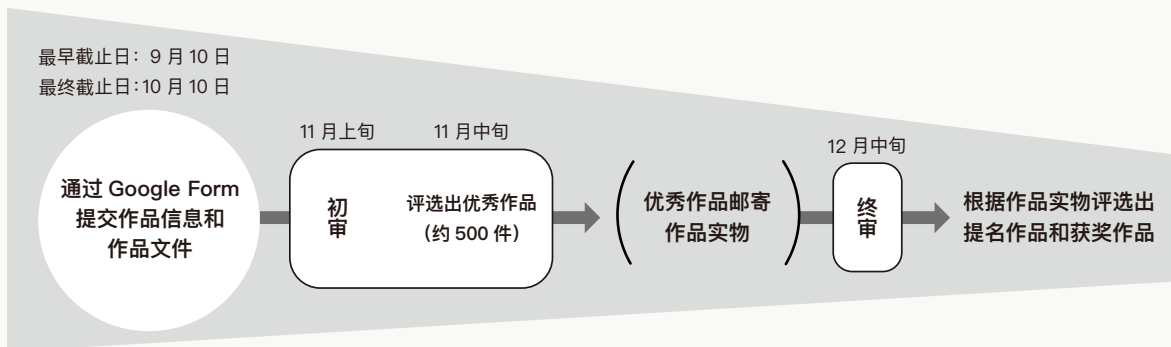 最早截止日：9 月 10 日
最终截止日：10 月 10 日
通过 Google Form
提交作品信息和
作品文件
11 月上旬
初审
11 月中旬
评选出优秀作品
（约 500 件）
优秀作品邮寄
作品实物
12 月中旬
终审
根据作品实物评选出
提名作品和获奖作品